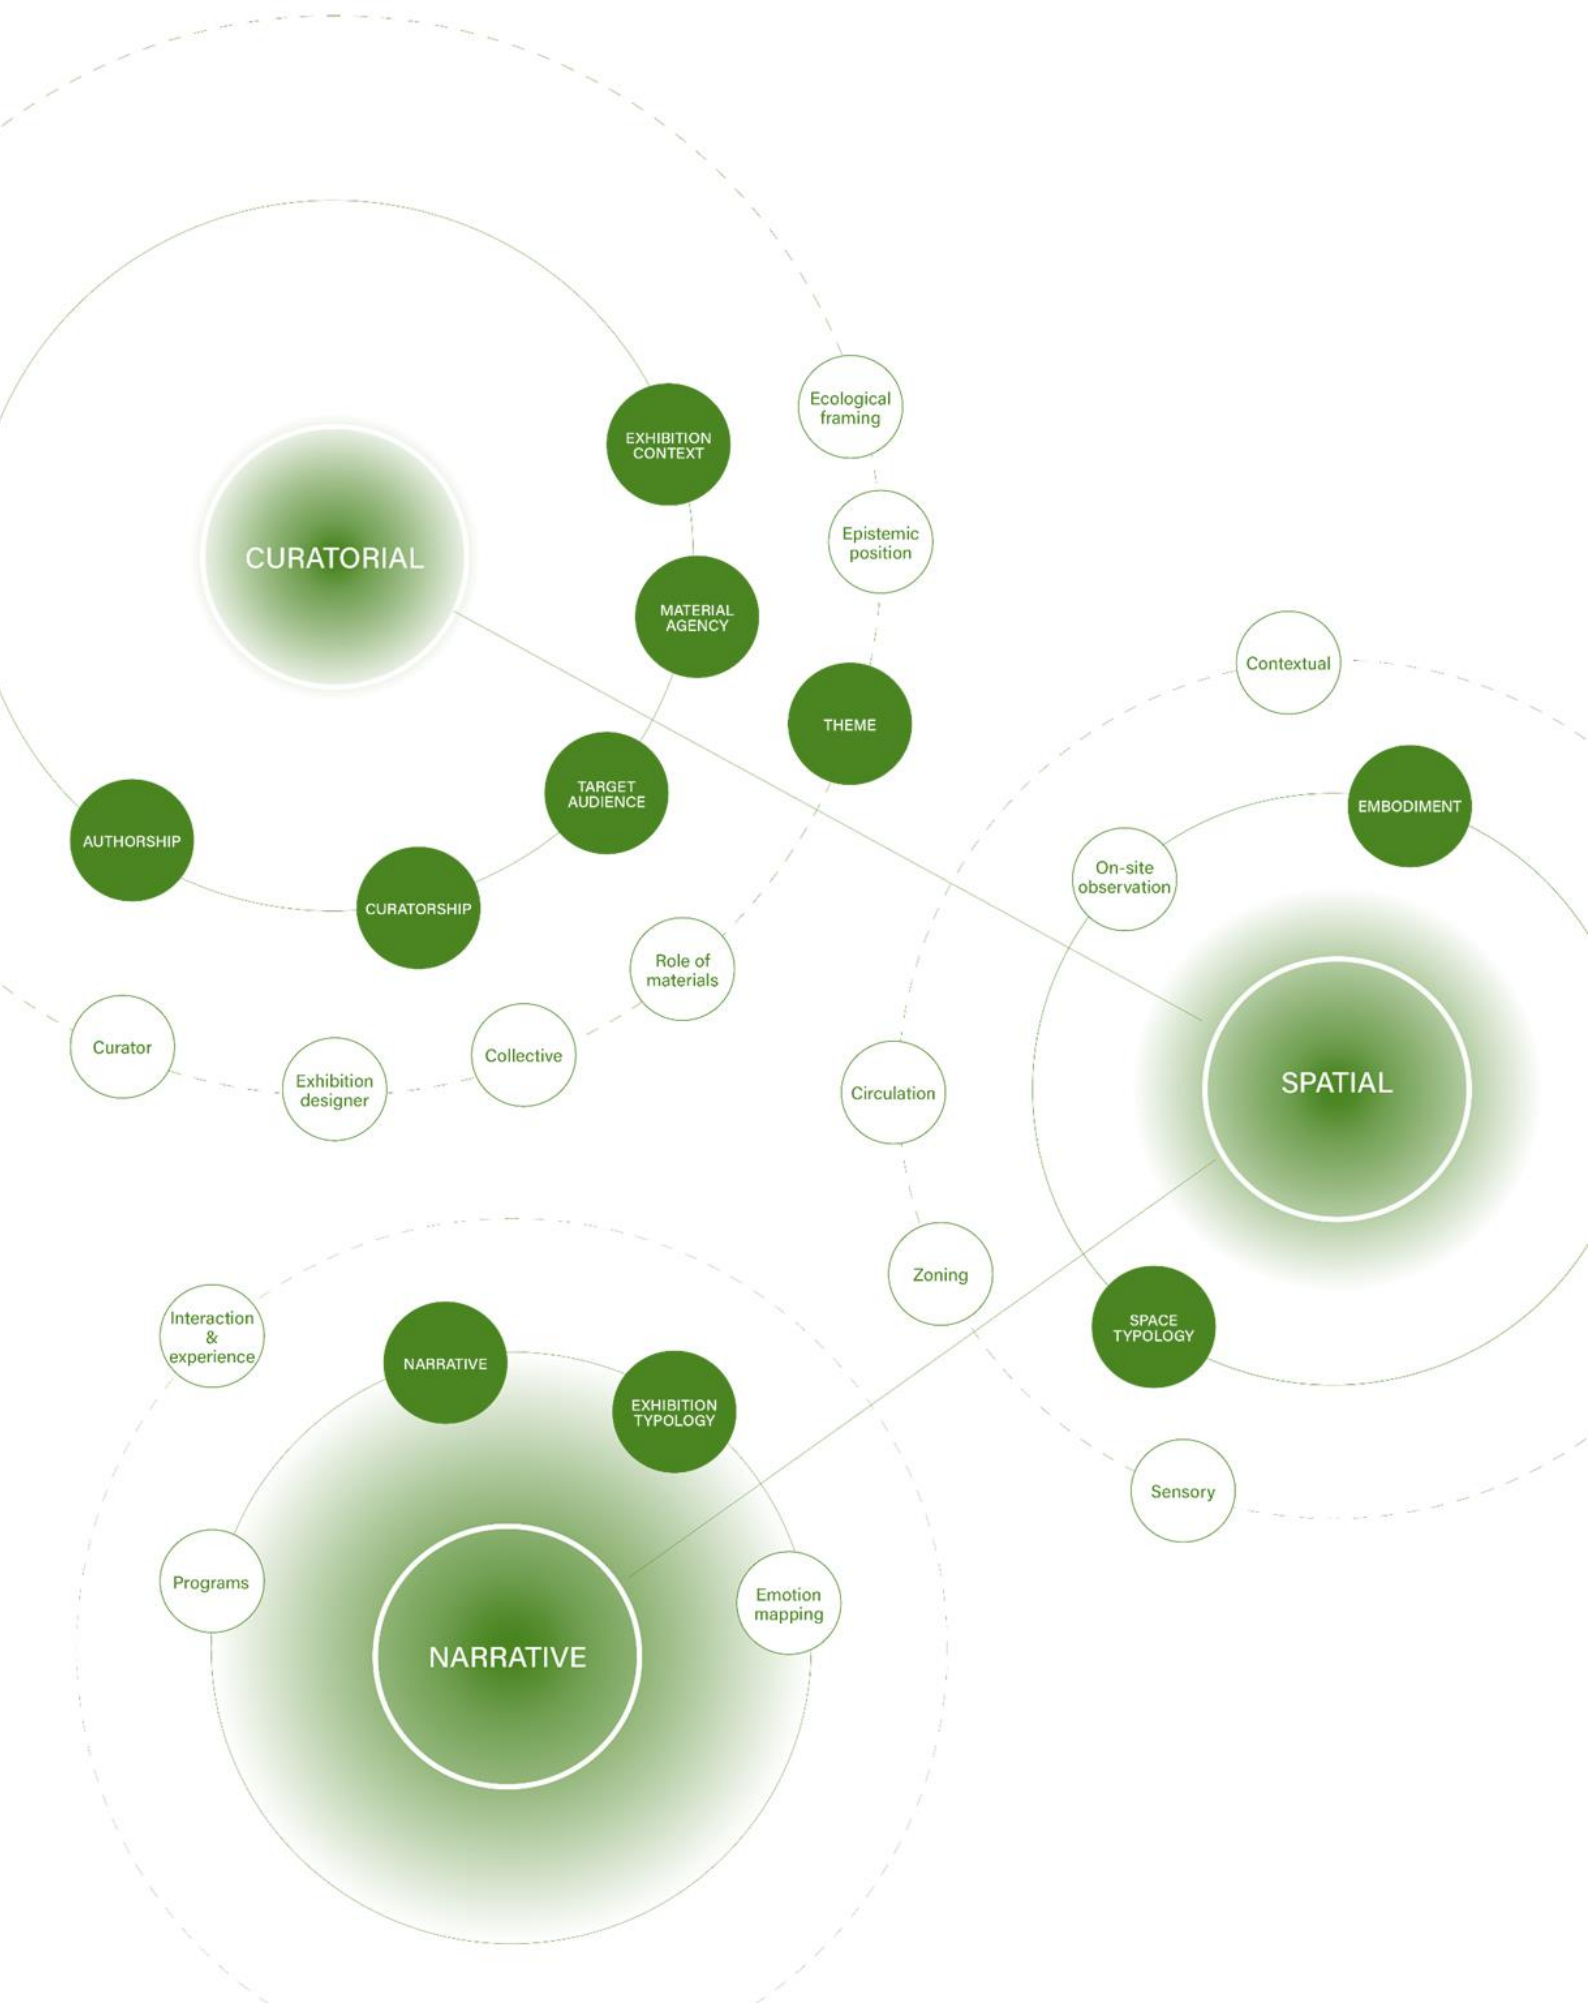 Ecological
framing
EXHIBITION
CONTEXT
Epistemic
position
CURATORIAL
MATERIAL
AGENCY
Contextual
THEME
TARGET
AUDIENCE
EMBODIMENT
AUTHORSHIP
On-site
observation
CURATORSHIP
Role of
materials
Curator
Collective
Exhibition
designer
Circulation
SPATIAL
Zoning
Interaction
&
experience
SPACE
TYPOLOGY
NARRATIVE
EXHIBITION
TYPOLOGY
Sensory
Programs
Emotion
mapping
NARRATIVE